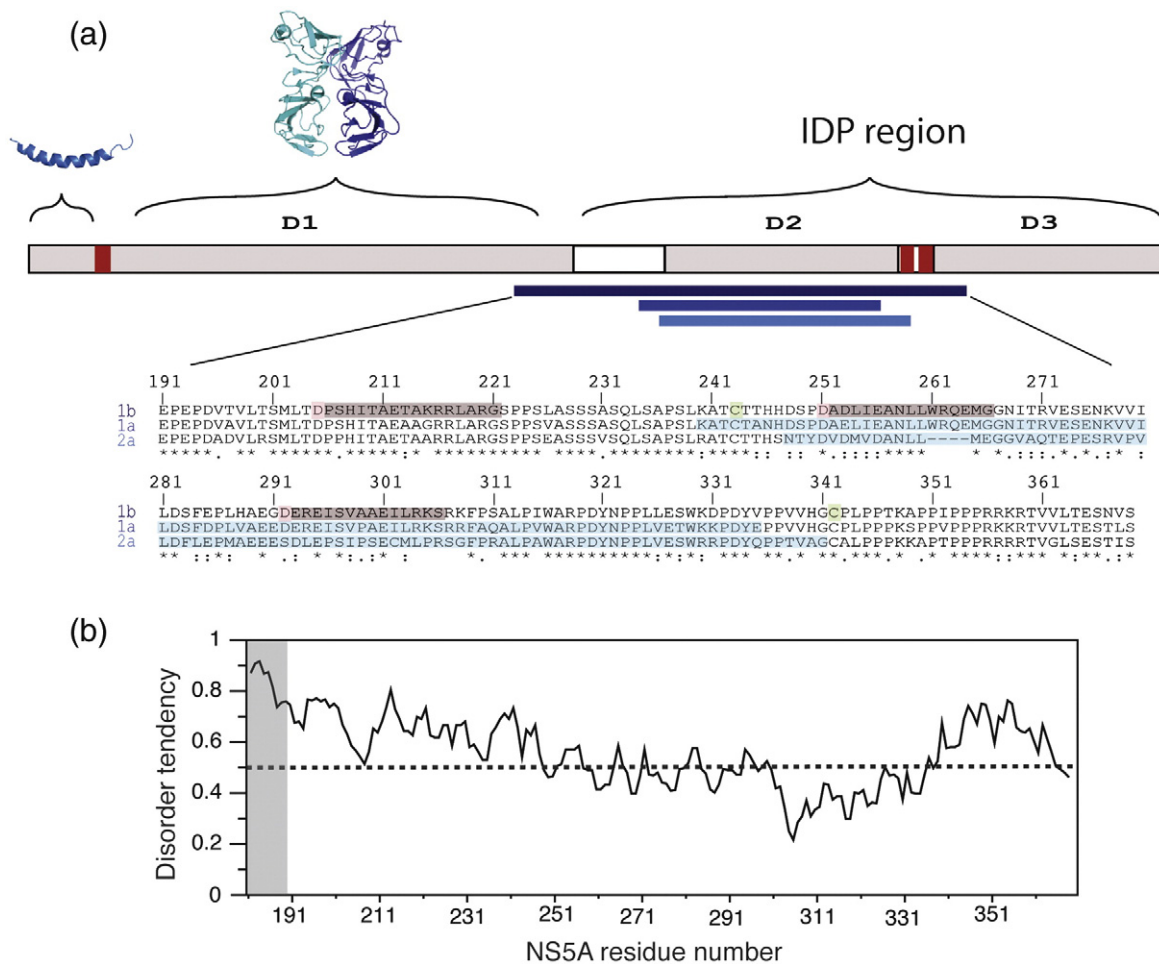 (a)
IDP region
D1 D2 D3
191 201 211 221 231 241 251 261 271
1b EPEPDVTVLTSMLTDPSHITAETAKRRLARGSPPSLASSSASQLSAPSLKATCTTHHDSPDADLIEANLLWRQEMGGNITRVESENKVVI
1a EPEPDVAVLTSMLTDPSHITAEAAGRRLARGSPPSVASSSASQLSAPSLKATCTANHDSPDAELIEANLLWRQEMGGNITRVESENKVVI
2a EPEPDADVLRSMLTDPPHITAETAARRLARGSPPSEASSSVSQLSAPSLRATCTTHSNTYDVDMVDANLL----MEGGVAQTEPESRVPV
281 291 301 311 321 331 341 351 361
1b LDSFEPLHAEGDEREISVAAEILRKSRKFPSALPIWARPDYNPPLLESWKDPDYVPPVVHGCPLPPTKAPPIPPPRRKRTVVLTESNVS
1a LDSFDPLVAEEDEREISVPAEILRKSRRFAQALPVWARPDYNPPLVETWKKPDYEPPVVHGCPLPPPKSPPVPPPRKKRTVVLTESTLS
2a LDFLEPMAEEESDLEPSIPSECMLPRSGFPRALPAWARPDYNPPLVESWRRPDYQPPTVAGCALPPPKKAPTPPPRRRRTVGLSESTIS
(b)
Disorder tendency
1
0.8
0.6
0.4
0.2
0
191 211 231 251 271 291 311 331 351
NS5A residue number